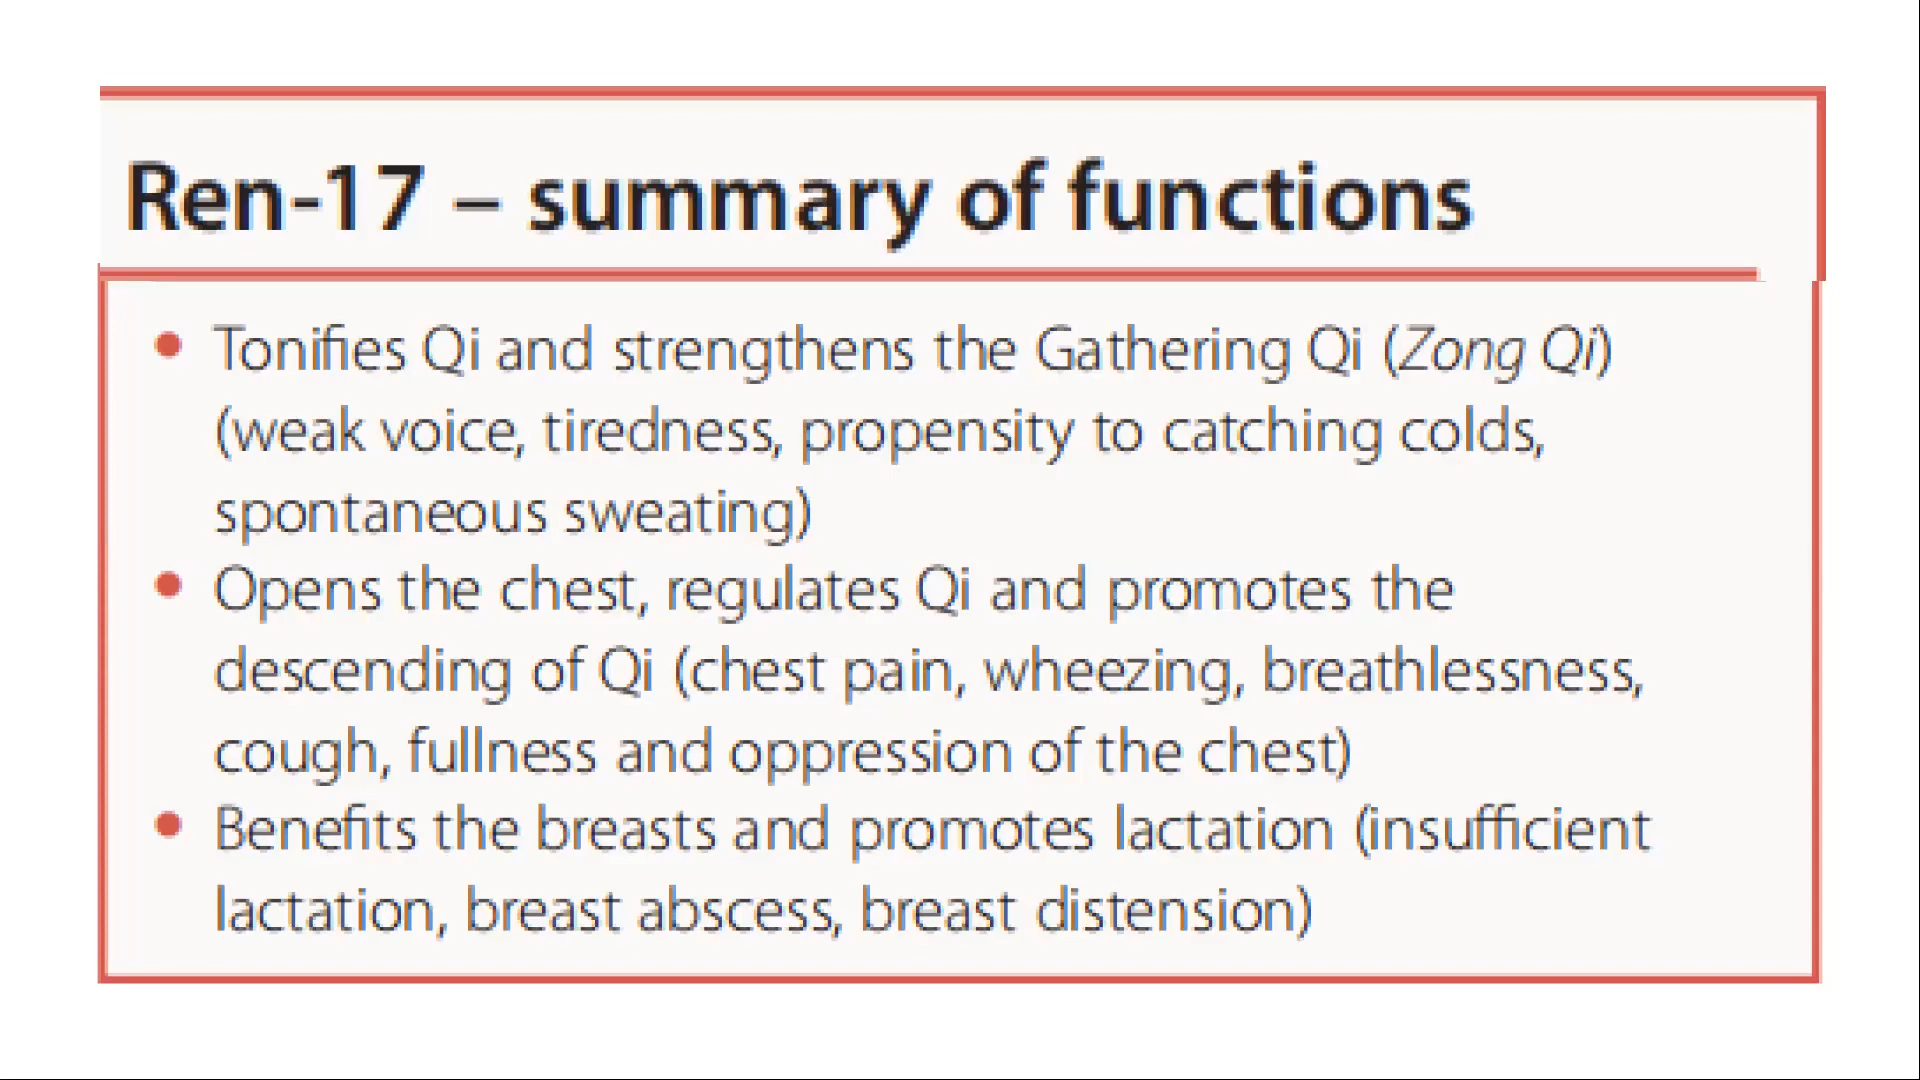 Ren-17 – summary of functions
• Tonifies Qi and strengthens the Gathering Qi (Zong Qi)
(weak voice, tiredness, propensity to catching colds,
spontaneous sweating)
• Opens the chest, regulates Qi and promotes the
descending of Qi (chest pain, wheezing, breathlessness,
cough, fullness and oppression of the chest)
• Benefits the breasts and promotes lactation (insufficient
lactation, breast abscess, breast distension)